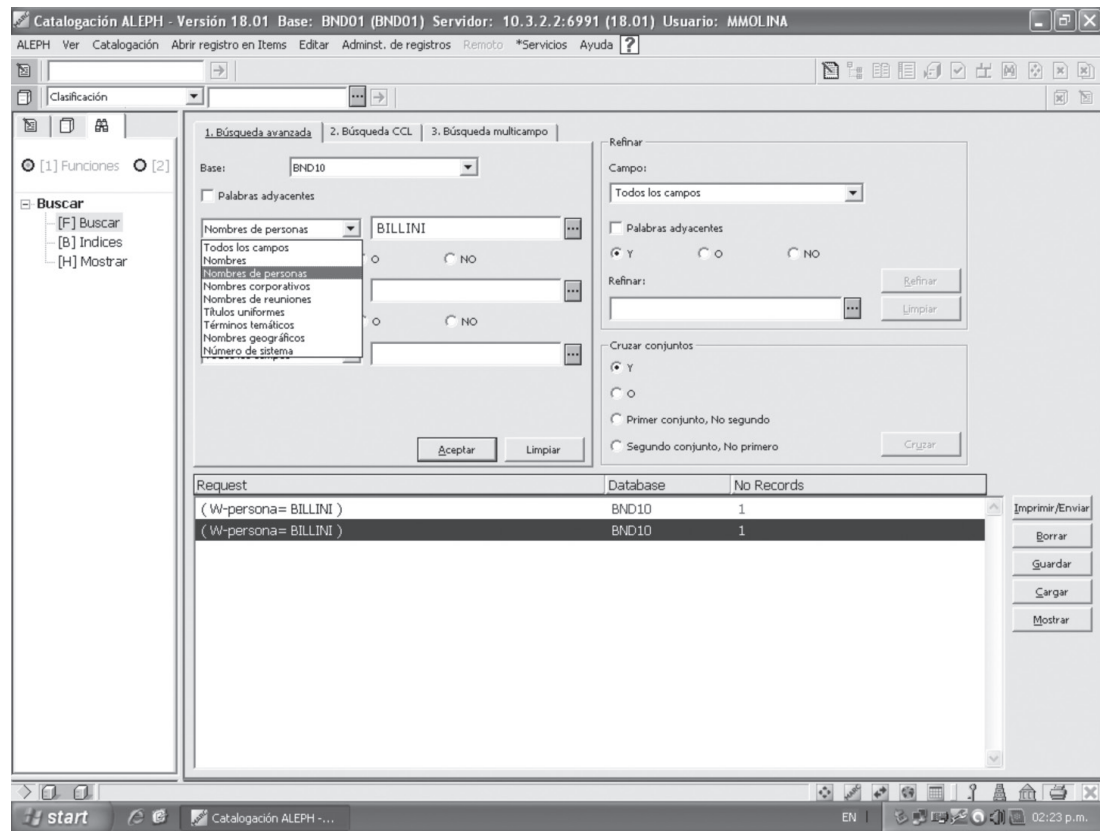 Catalogación ALEPH - Versión 18.01 Base: BND01 (BND01) Servidor: 10.3.2.2:6991 (18.01) Usuario: MMOLINA
ALEPH Ver Catalogación Abrir registro en Items Editar Adminst. de registros Remoto *Servicios Ayuda ?
Clasificación
1. Búsqueda avanzada 2. Búsqueda CCL 3. Búsqueda multicampo
[1] Funciones [2]
Buscar
[F] Buscar
[B] Indices
[H] Mostrar
Base: BND10
Palabras adyacentes
Nombres de personas BILLINI
Todos los campos
Nombres
Nombres de personas
Nombres corporativos
Nombres de reuniones
Títulos uniformes
Términos temáticos
Nombres geográficos
Número de sistema
O NO
O NO
Aceptar Limpiar
Refinar
Campo:
Todos los campos
Palabras adyacentes
Y O NO
Refinar:
Refinar
Limpiar
Cruzar conjuntos
Y
O
Primer conjunto, No segundo
Segundo conjunto, No primero
Cruzar
Request Database No Records
( W-persona= BILLINI ) BND10 1
( W-persona= BILLINI ) BND10 1
Imprimir/Enviar
Borrar
Guardar
Cargar
Mostrar
start Catalogación ALEPH -... EN 02:23 p.m.